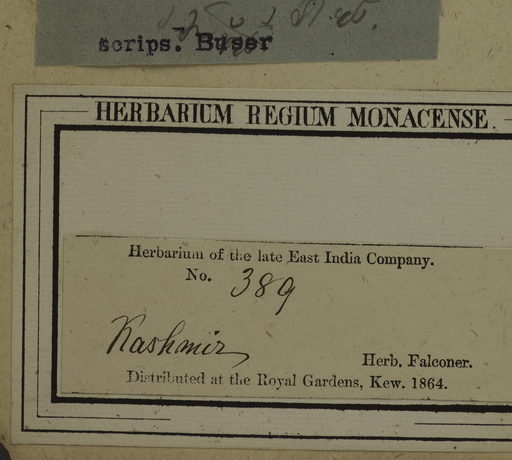 scrips. Buser
HERBARIUM REGIUM MONACENSE.
Herbarium of the late East India Company.
No. 389
Kashmir
Herb. Falconer.
Distributed at the Royal Gardens, Kew. 1864.